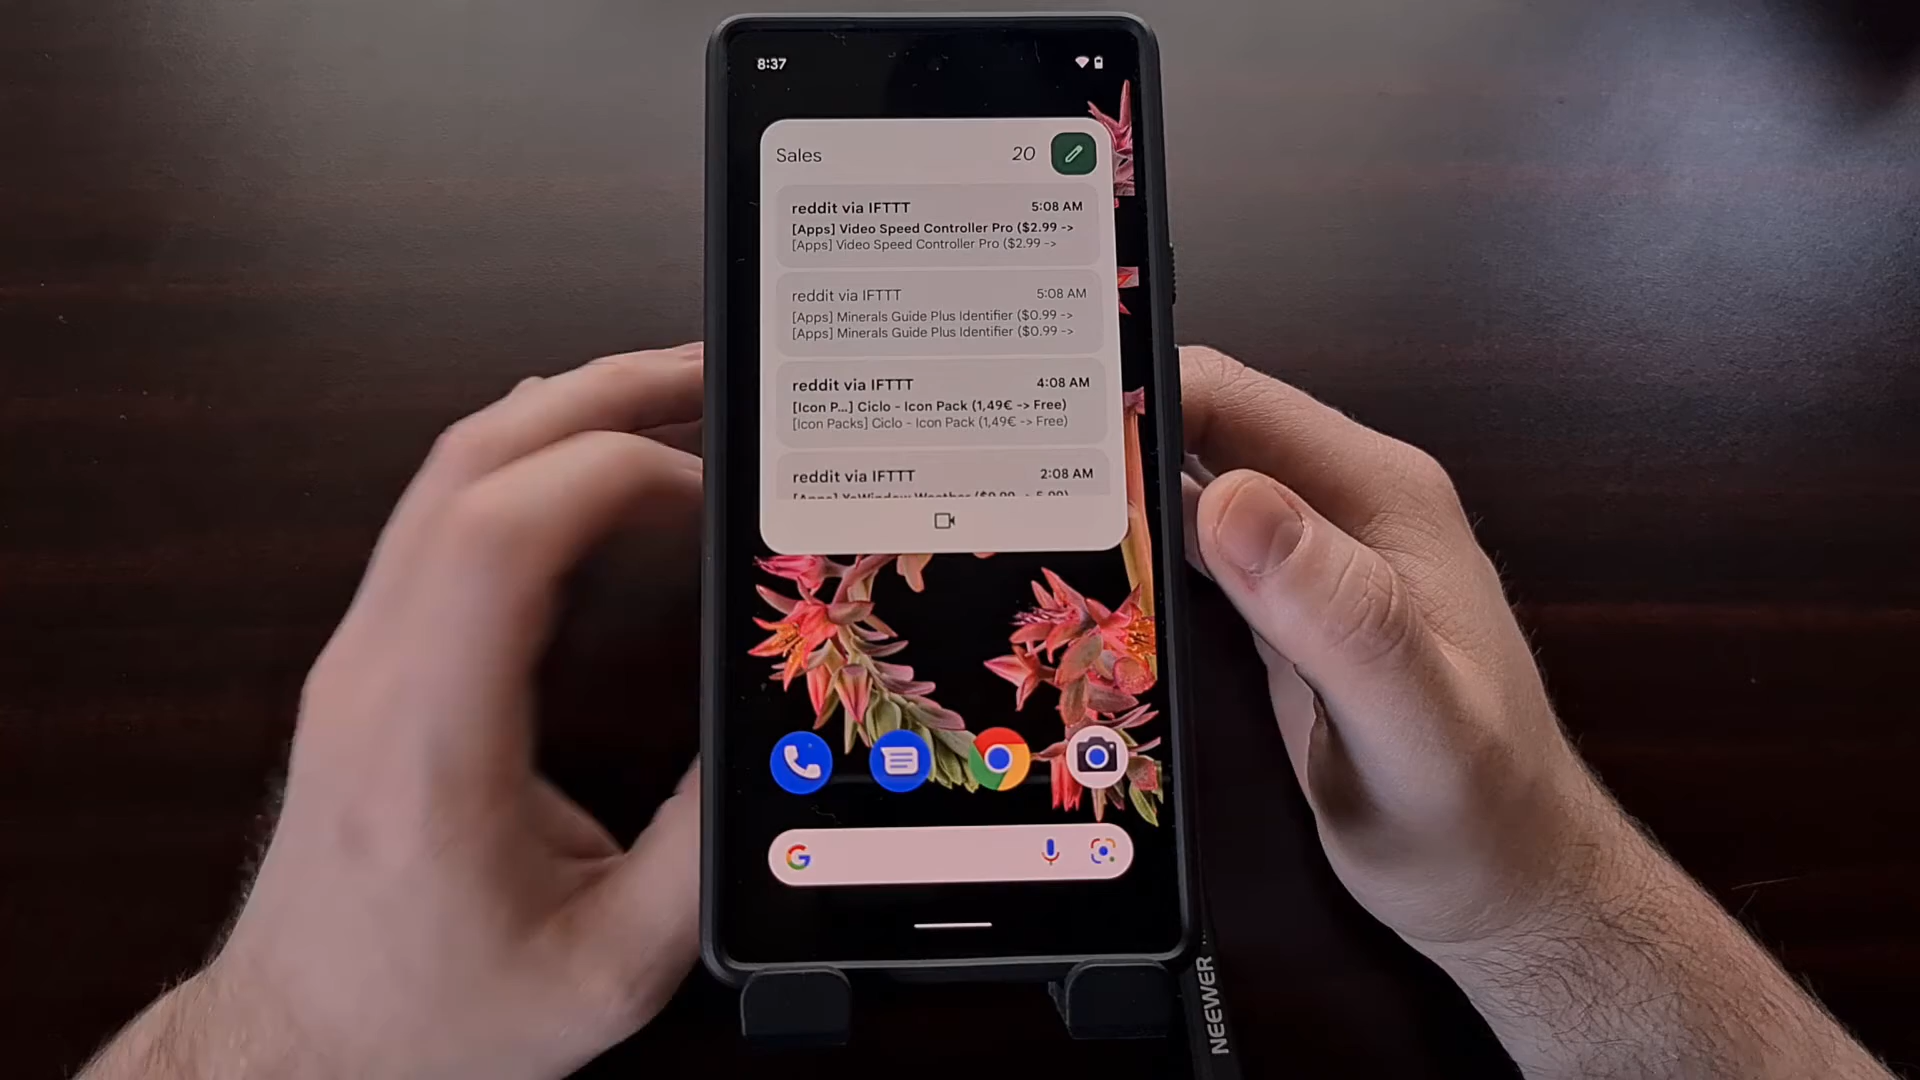 8:37
Sales 20
reddit via IFTTT 5:08 AM
[Apps] Video Speed Controller Pro ($2.99 ->
[Apps] Video Speed Controller Pro ($2.99 ->
reddit via IFTTT 5:08 AM
[Apps] Minerals Guide Plus Identifier ($0.99 ->
[Apps] Minerals Guide Plus Identifier ($0.99 ->
reddit via IFTTT 4:08 AM
[Icon P...] Ciclo - Icon Pack (1,49€ -> Free)
[Icon Packs] Ciclo - Icon Pack (1,49€ -> Free)
reddit via IFTTT 2:08 AM
[Apps] YoWindow Weather
G
NEEWER